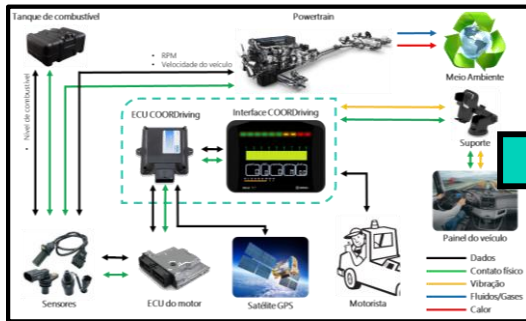 Tanque de combustível
Powertrain
• RPM
• Velocidade do veículo
• Nível de combustível
Meio Ambiente
ECU COORDriving
Interface COORDriving
Suporte
Painel do veículo
Sensores
ECU do motor
Satélite GPS
Motorista
Dados
Contato físico
Vibração
Fluidos/Gases
Calor